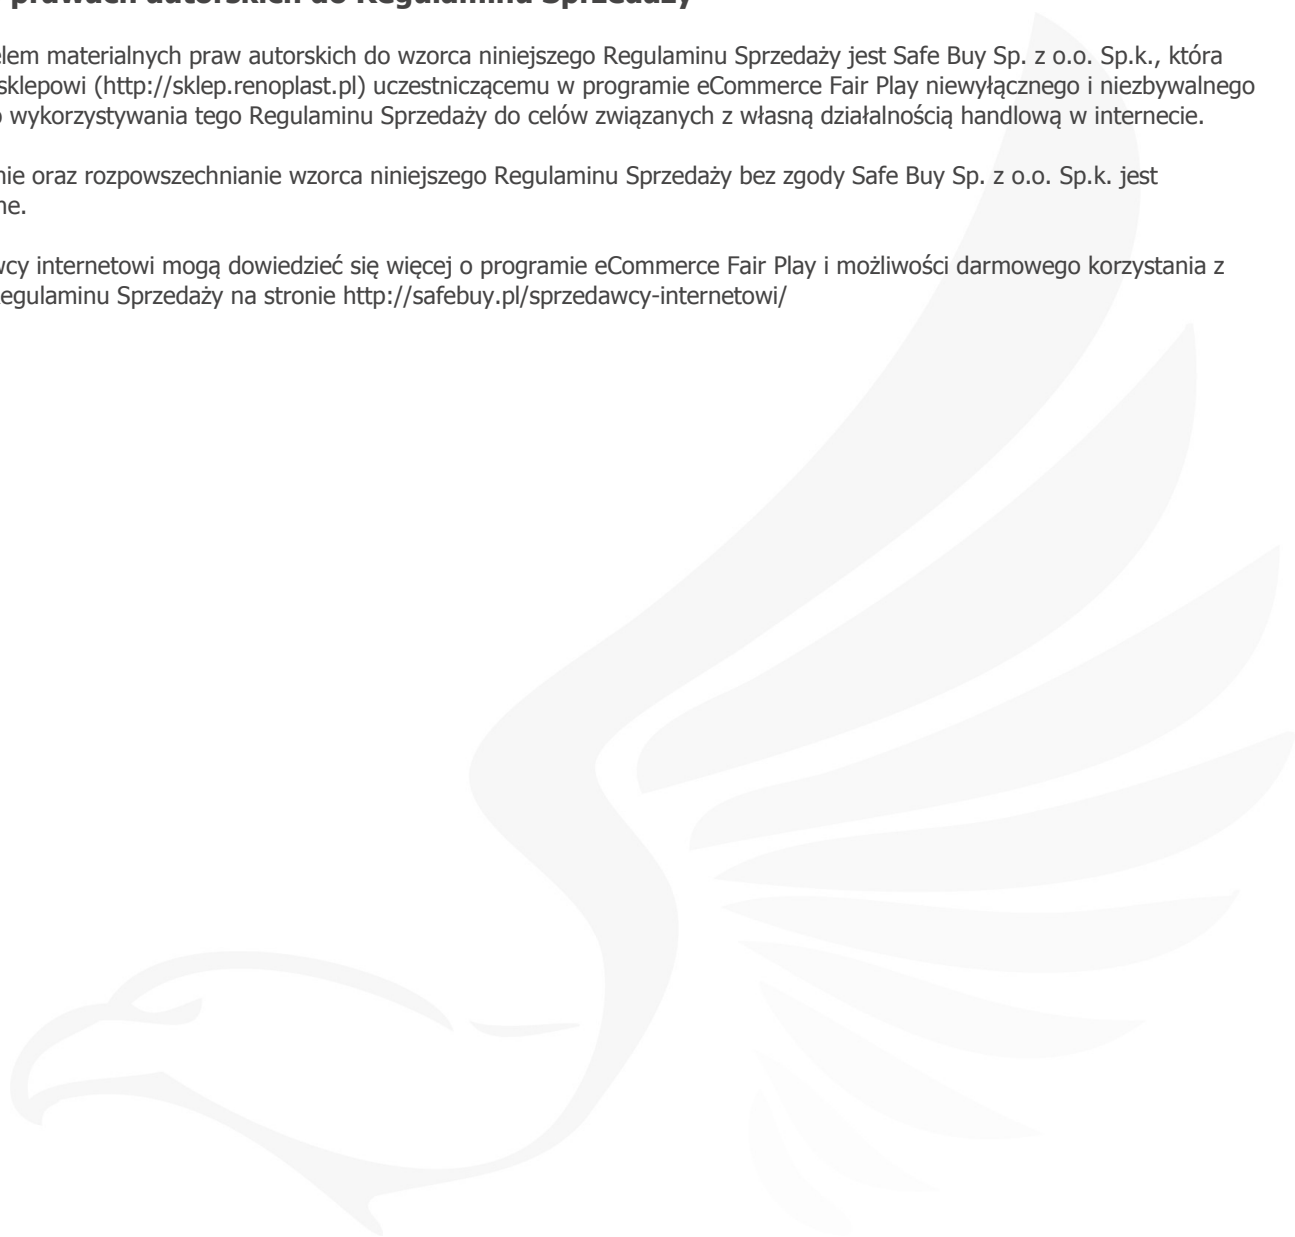 prawach autorskich do Regulaminu Sprzedaży
elem materialnych praw autorskich do wzorca niniejszego Regulaminu Sprzedaży jest Safe Buy Sp. z o.o. Sp.k., która
sklepowi (http://sklep.renoplast.pl) uczestniczącemu w programie eCommerce Fair Play niewyłącznego i niezbywalnego
o wykorzystywania tego Regulaminu Sprzedaży do celów związanych z własną działalnością handlową w internecie.
nie oraz rozpowszechnianie wzorca niniejszego Regulaminu Sprzedaży bez zgody Safe Buy Sp. z o.o. Sp.k. jest
ne.
wcy internetowi mogą dowiedzieć się więcej o programie eCommerce Fair Play i możliwości darmowego korzystania z
egulaminu Sprzedaży na stronie http://safebuy.pl/sprzedawcy-internetowi/